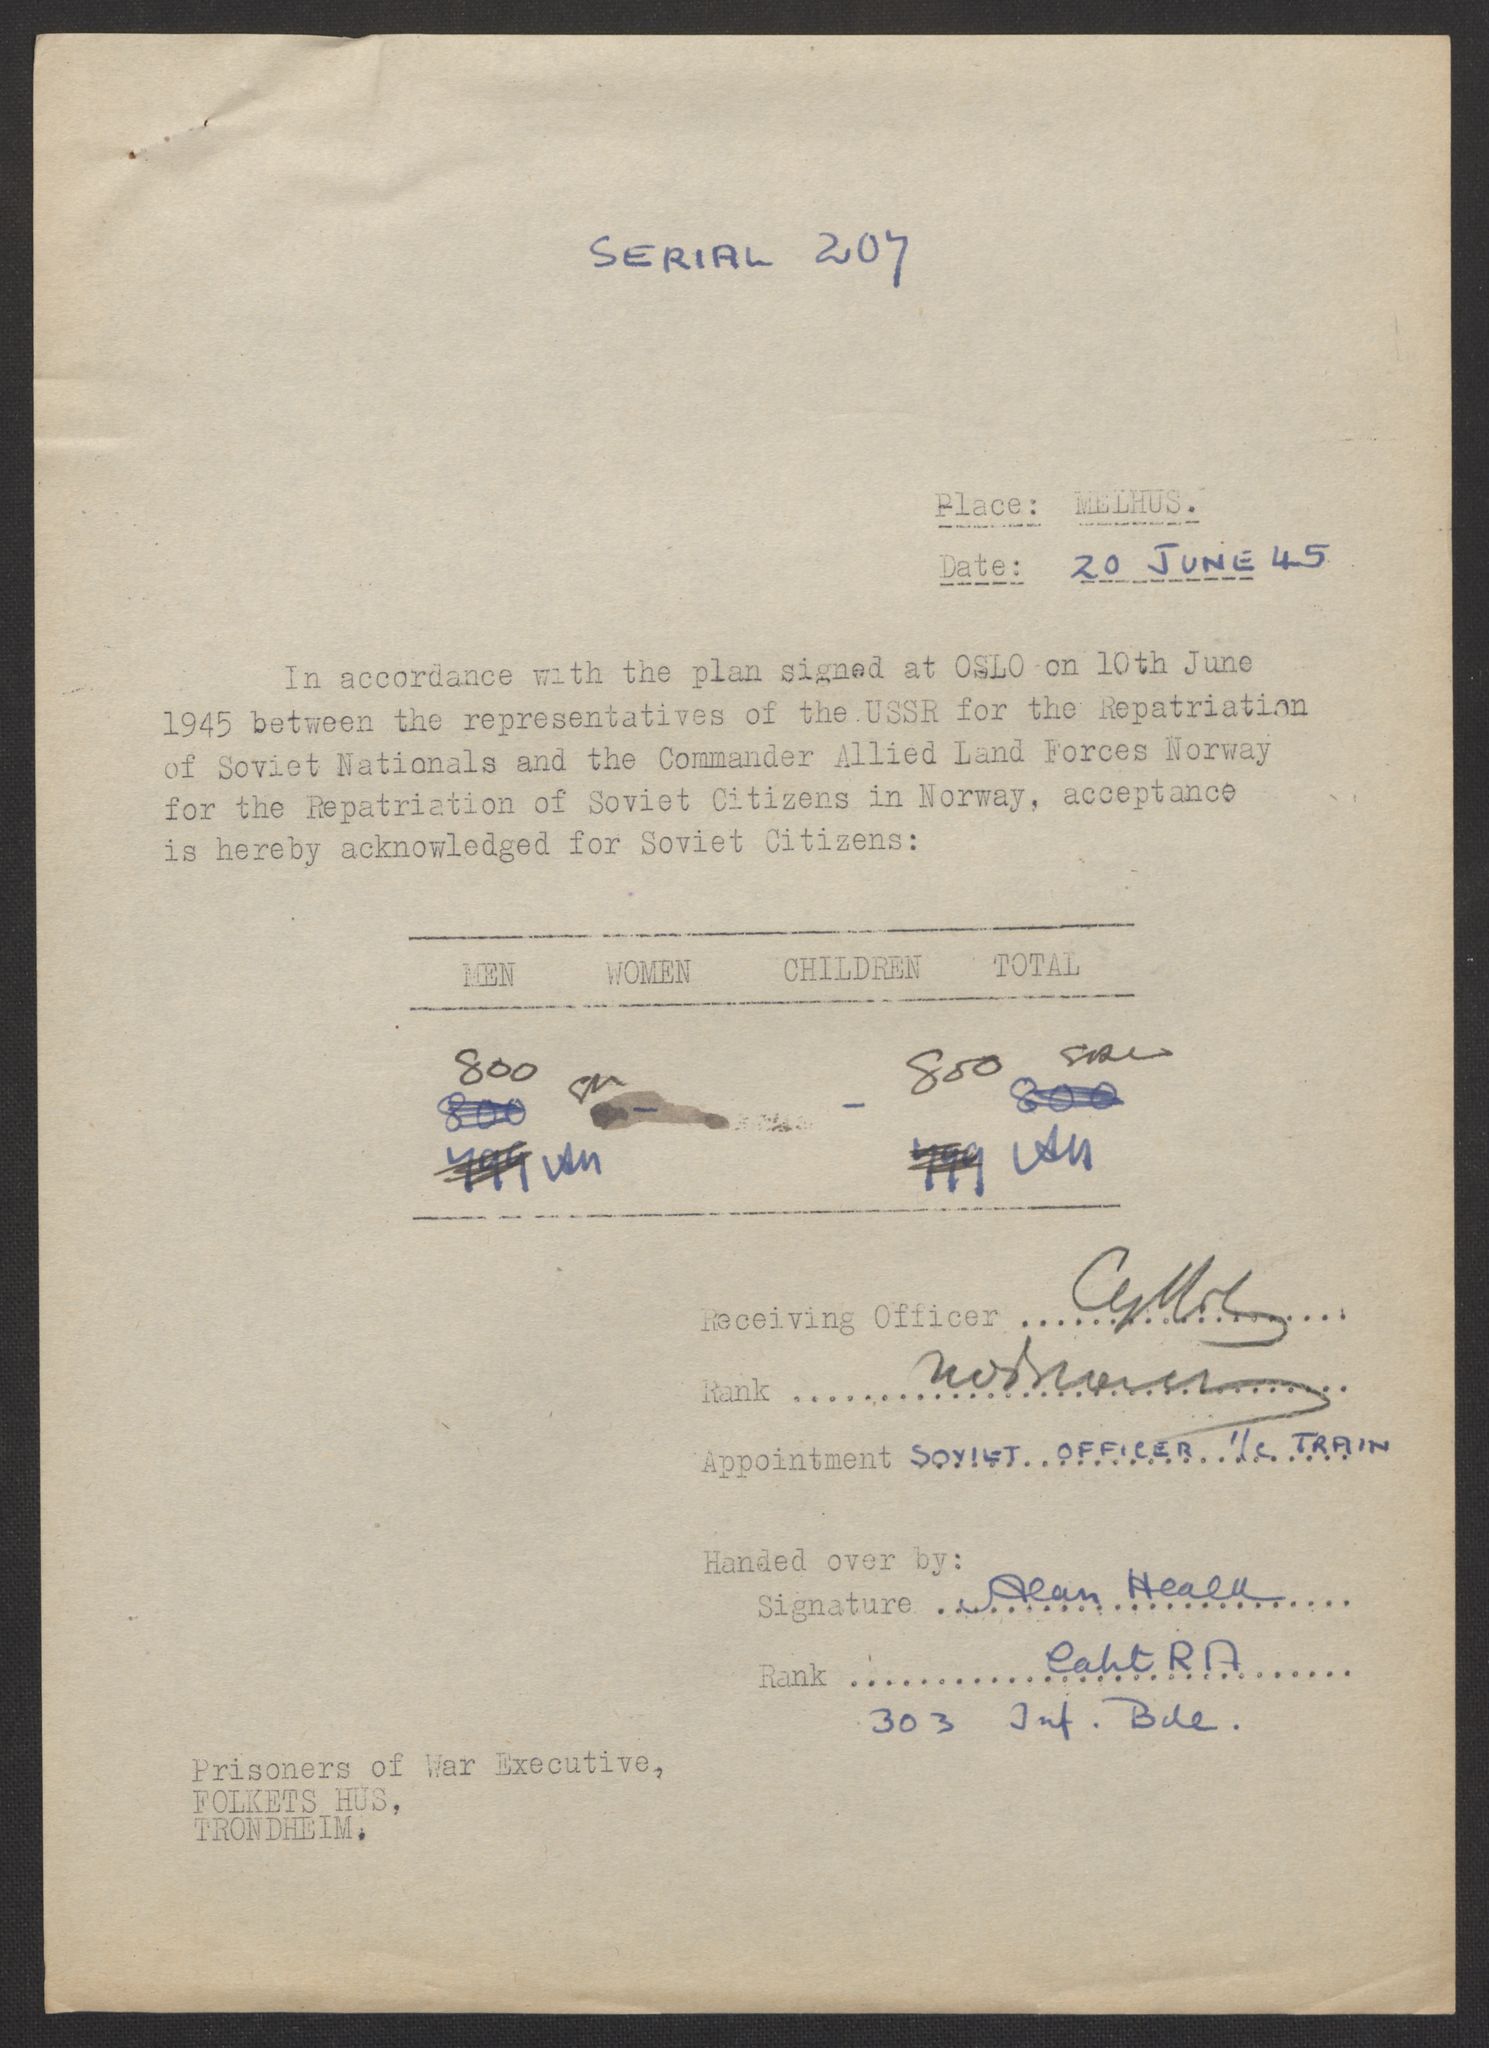 SERIAL 207
Place: MELHUS.
Date: 20 JUNE 45
In accordance with the plan signed at OSLO on 10th June
1945 between the representatives of the USSR for the Repatriation
of Soviet Nationals and the Commander Allied Land Forces Norway
for the Repatriation of Soviet Citizens in Norway, acceptance
is hereby acknowledged for Soviet Citizens:
MEN WOMEN CHILDREN TOTAL
800 800
800 - - 800
799 AH 799 AH
Receiving Officer ....................
Rank ....................
Appointment SOVIET OFFICER i/c TRAIN
Handed over by:
Signature Alan Heald
Rank Capt RA
303 Inf. Bde.
Prisoners of War Executive,
FOLKETS HUS,
TRONDHEIM.